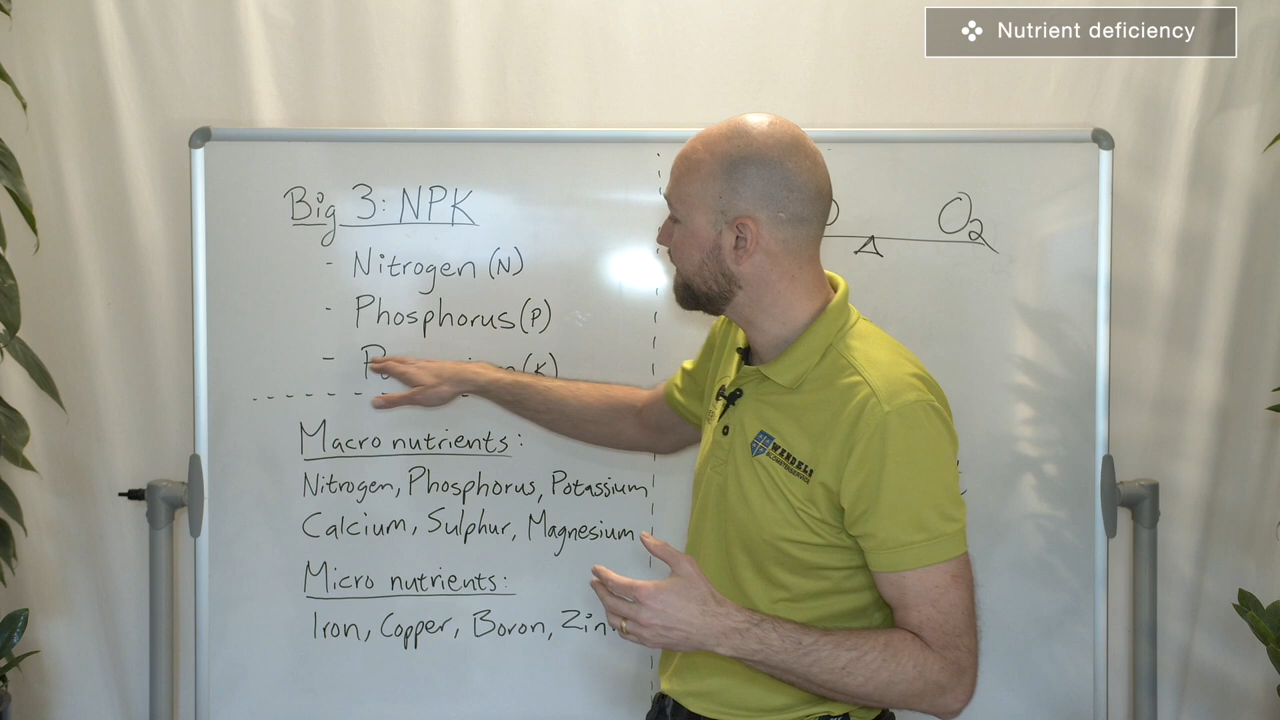 Nutrient deficiency
Big 3: NPK
- Nitrogen (N)
- Phosphorus (P)
- (K)
O2
Macro nutrients:
Nitrogen, Phosphorus, Potassium
Calcium, Sulphur, Magnesium
Micro nutrients:
Iron, Copper, Boron,
WENDELS